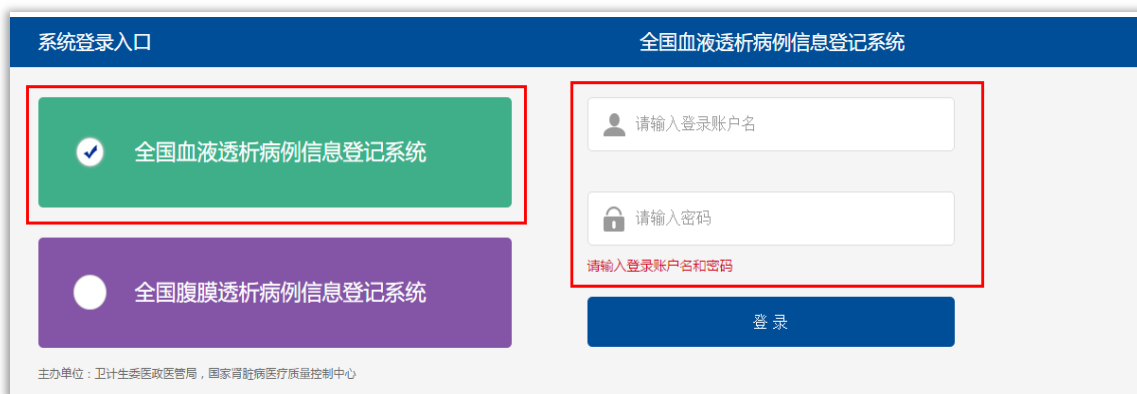 系统登录入口
全国血液透析病例信息登记系统
全国血液透析病例信息登记系统
全国腹膜透析病例信息登记系统
请输入登录账户名
请输入密码
请输入登录账户名和密码
登 录
主办单位：卫计生委医政医管局，国家肾脏病医疗质量控制中心